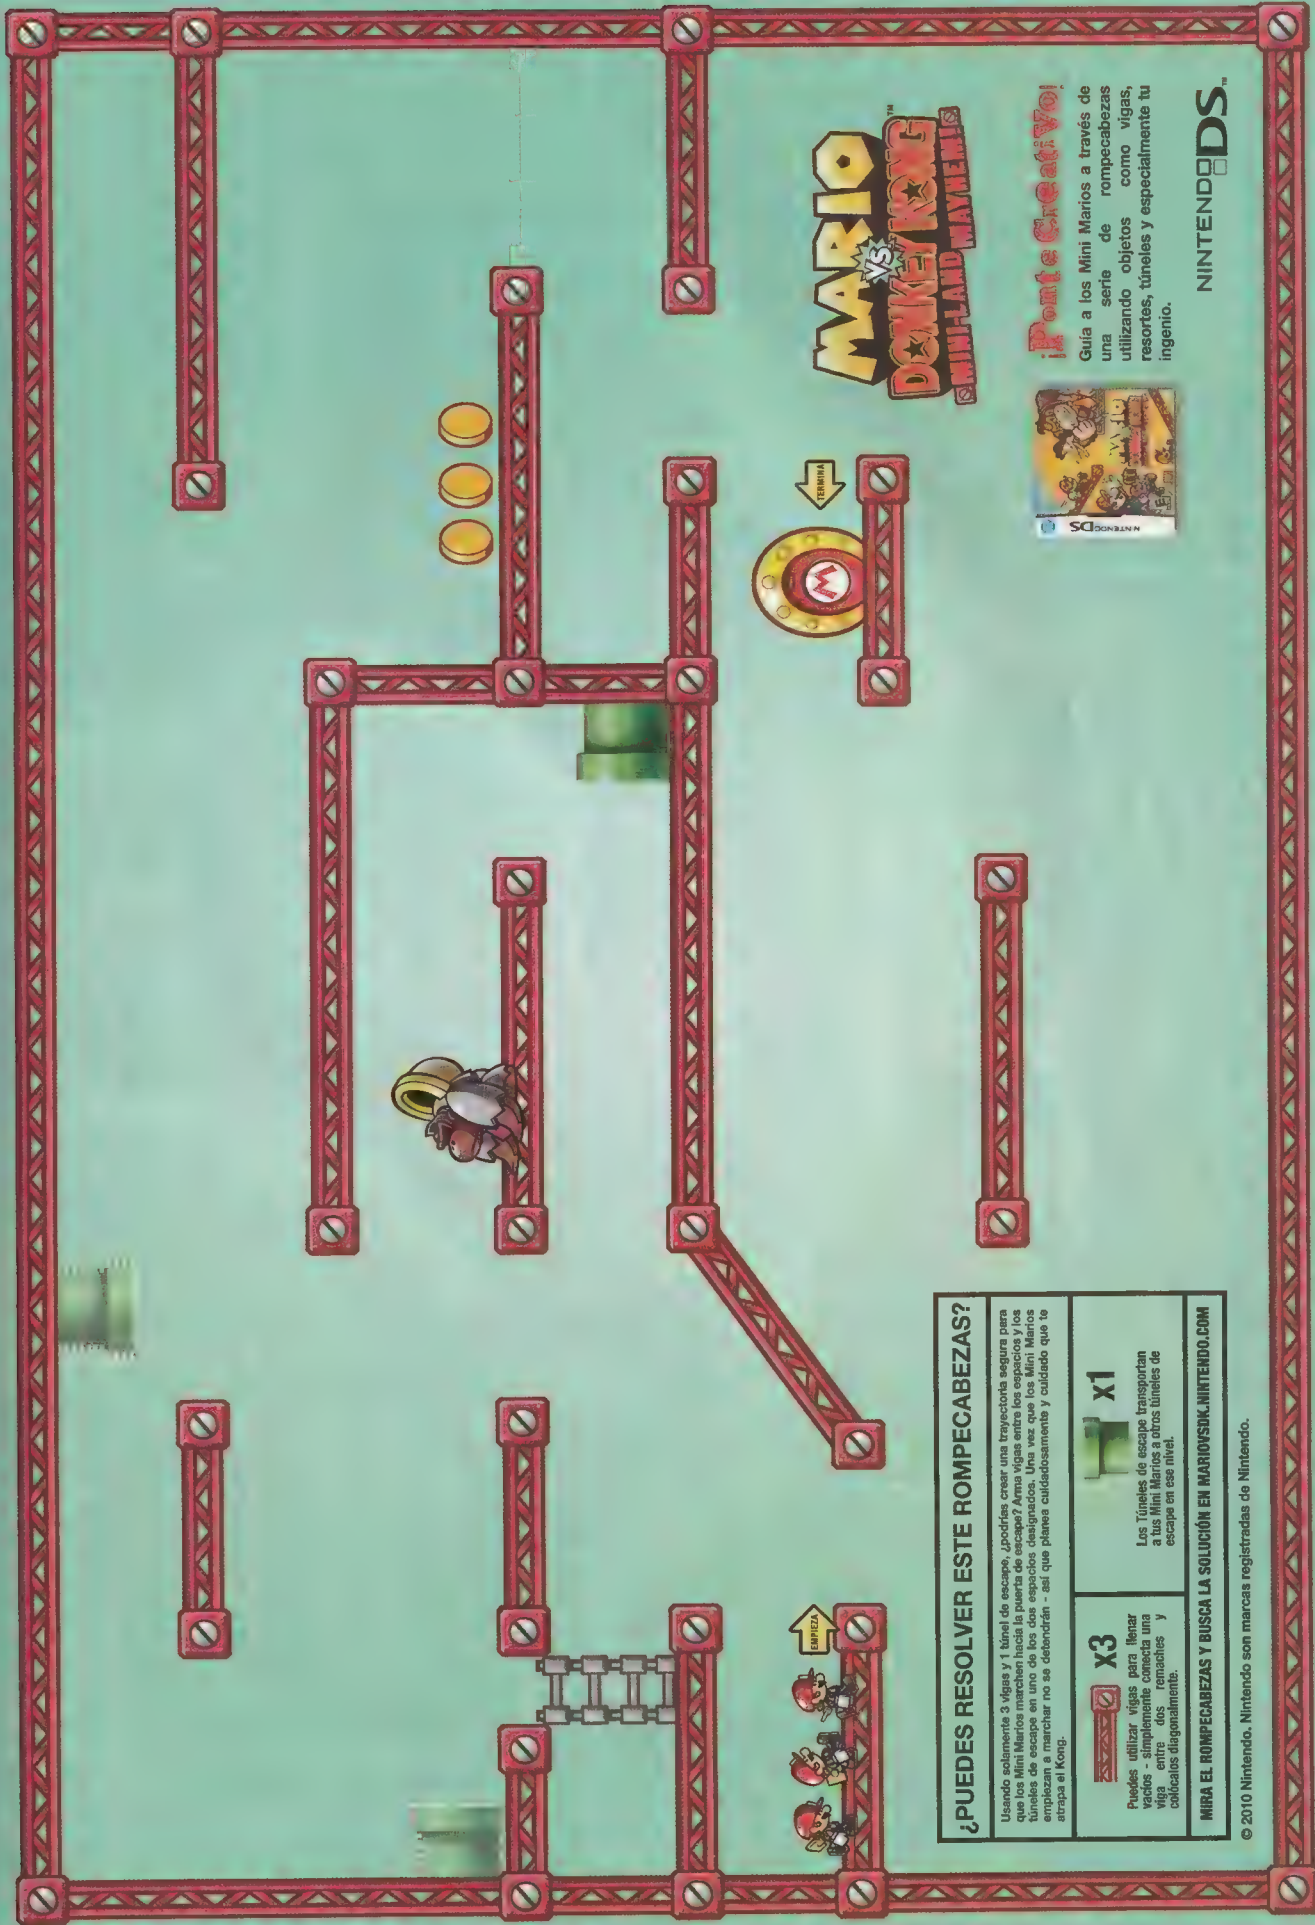 MARIO
VS
DONKEY KONG™
MINI-LAND MAYHEM!
TERMINA
¡Ponte Creativo!
Guía a los Mini Marios a través de
una serie de rompecabezas
utilizando objetos como vigas,
resortes, túneles y especialmente tu
ingenio.
NINTENDO DS
NINTENDO DS™
M
EMPIEZA
¿PUEDES RESOLVER ESTE ROMPECABEZAS?
Usando solamente 3 vigas y 1 túnel de escape, ¿podrías crear una trayectoria segura para
que los Mini Marios marchen hacia la puerta de escape? Arma vigas entre los espacios y los
túneles de escape en uno de los dos espacios designados. Una vez que los Mini Marios
empiezan a marchar no se detendrán - así que planea cuidadosamente y cuidado que te
atrapa el Kong.
x3
Puedes utilizar vigas para llenar
vacíos - simplemente conecta una
viga entre dos remaches y
colócalos diagonalmente.
x1
Los Túneles de escape transportan
a tus Mini Marios a otros túneles de
escape en ese nivel.
MIRA EL ROMPECABEZAS Y BUSCA LA SOLUCIÓN EN MARIOVSDK.NINTENDO.COM
© 2010 Nintendo. Nintendo son marcas registradas de Nintendo.